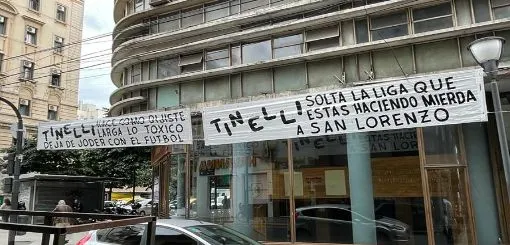 TINELLI HACE COMO DIJISTE
LARGA LO TOXICO
DEJA DE JODER CON EL FUTBOL
TINELLI SOLTA LA LIGA QUE
ESTAS HACIENDO MIERDA
A SAN LORENZO